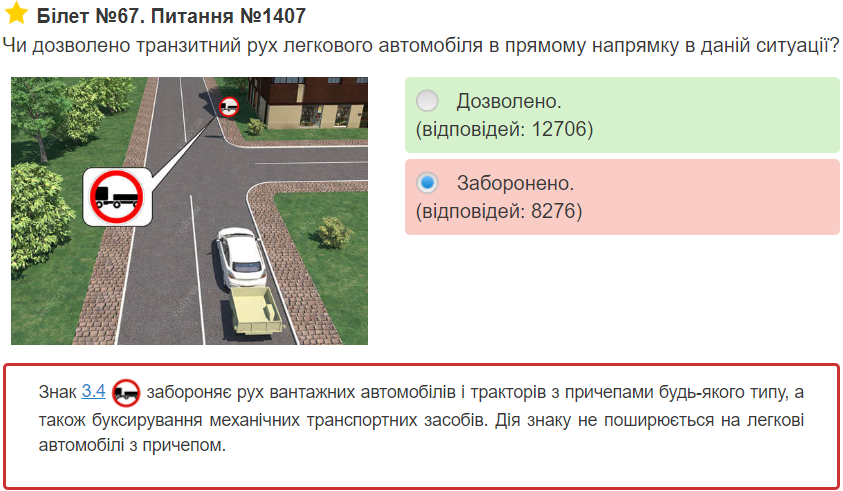 Білет №67. Питання №1407
Чи дозволено транзитний рух легкового автомобіля в прямому напрямку в даній ситуації?
Дозволено.
(відповідей: 12706)
Заборонено.
(відповідей: 8276)
Знак 3.4 забороняє рух вантажних автомобілів і тракторів з причепами будь-якого типу, а
також буксирування механічних транспортних засобів. Дія знаку не поширюється на легкові
автомобілі з причепом.